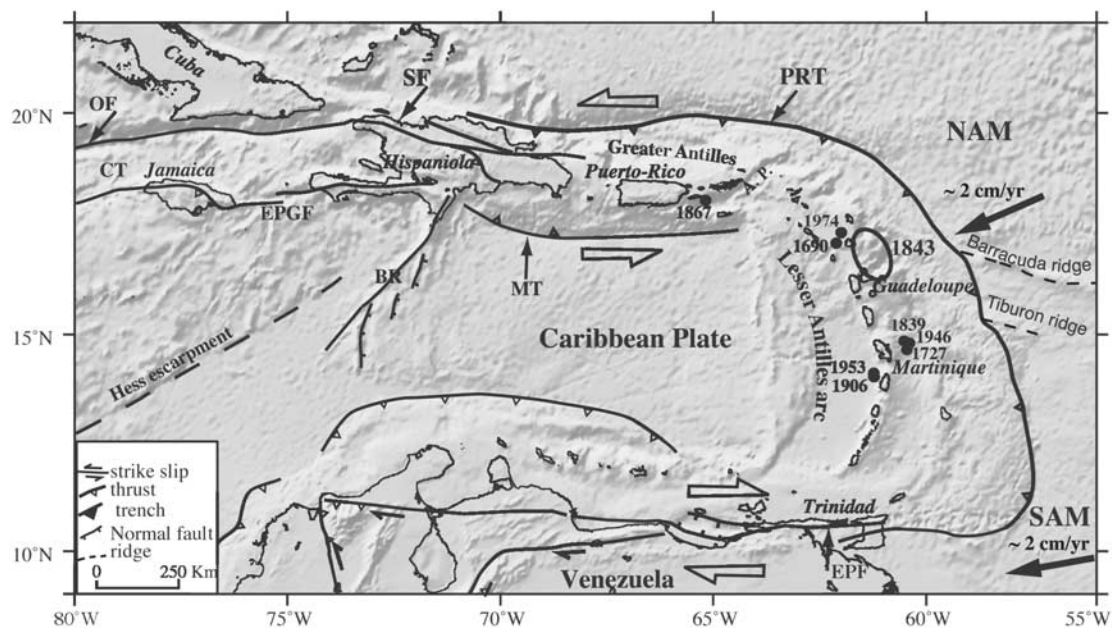 Cuba
SF
PRT
20°N
OF
NAM
Greater Antilles
CT
Jamaica
Hispaniola
Puerto-Rico
A. P.
~ 2 cm/yr
EPGF
1867
1974
1690
1843
Barracuda ridge
BR
MT
Guadeloupe
Tiburon ridge
15°N
Hess escarpment
Caribbean Plate
Lesser Antilles arc
1839
1946
1727
1953
Martinique
1906
strike slip
thrust
trench
Normal fault
ridge
0 250 Km
10°N
Trinidad
SAM
~ 2 cm/yr
EPF
Venezuela
80°W 75°W 70°W 65°W 60°W 55°W